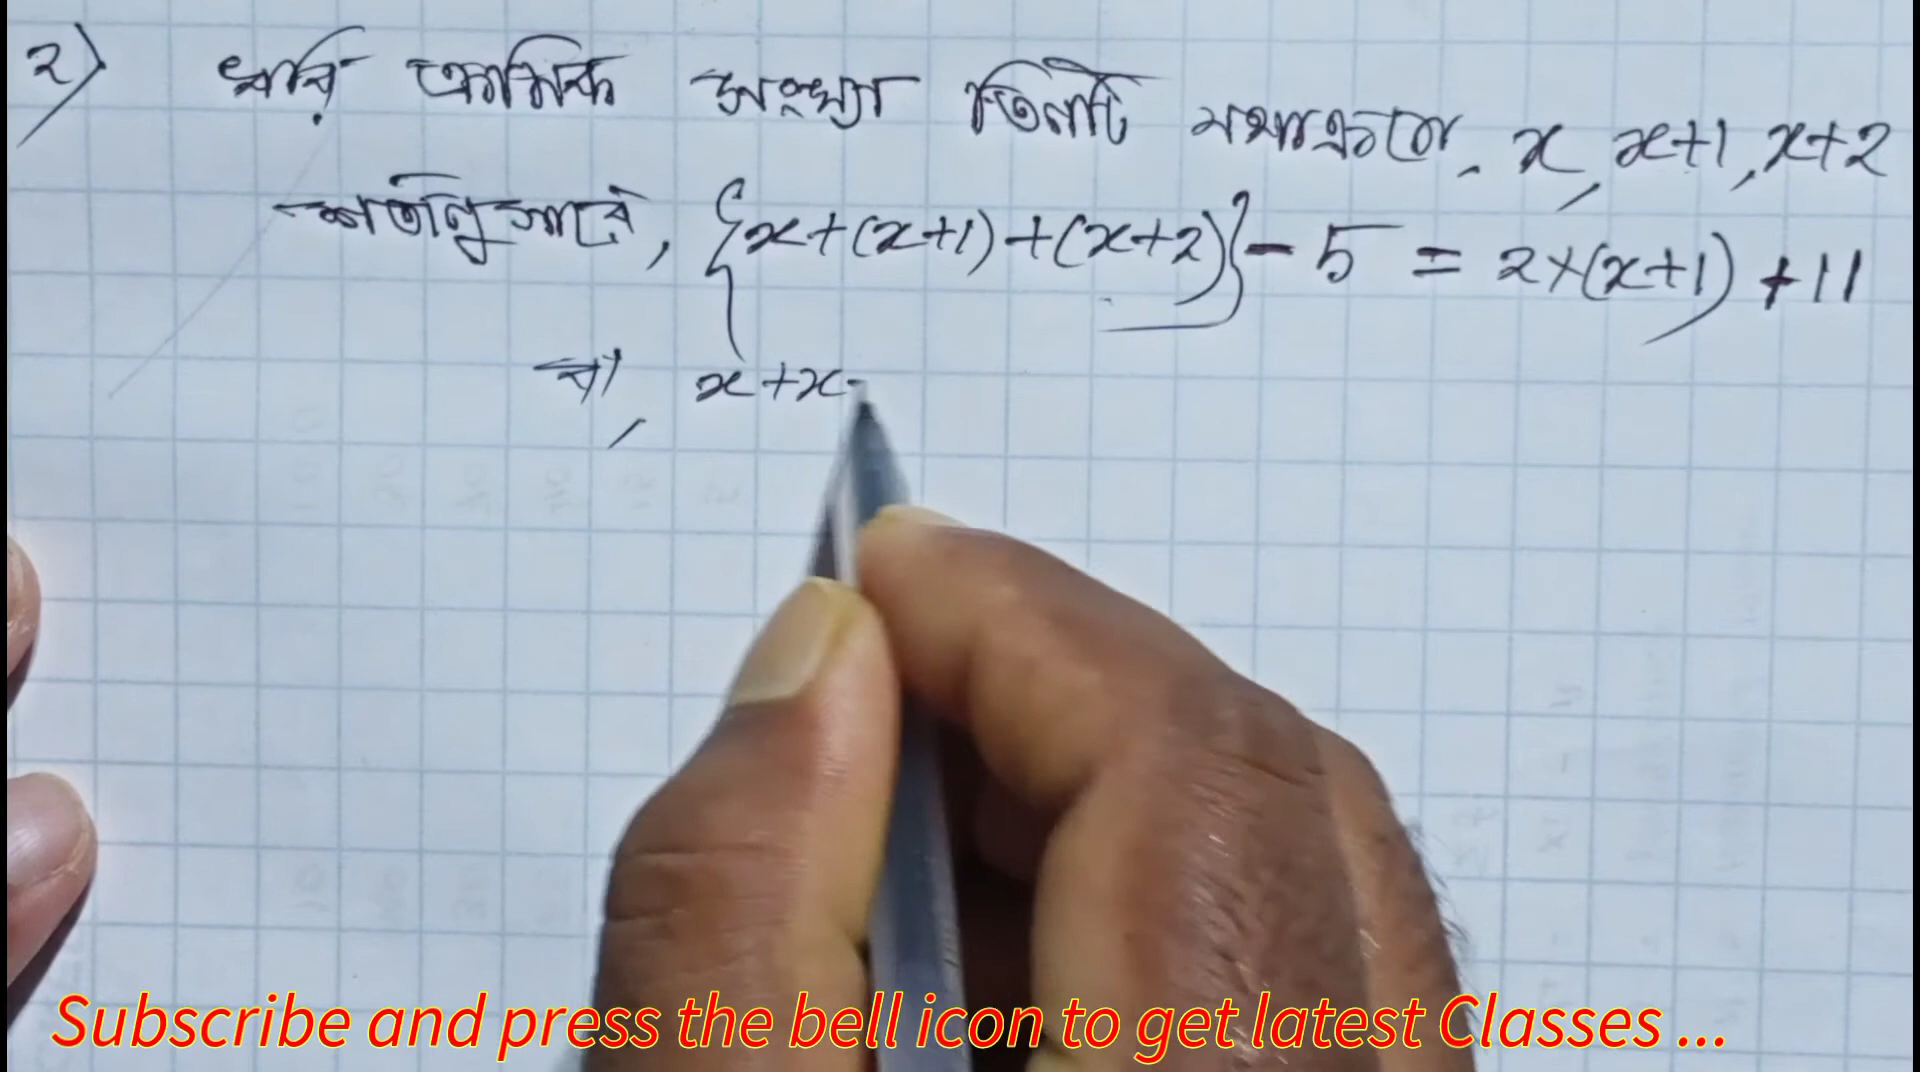 ২) ধরি ক্রমিক সংখ্যা তিনটি যথাক্রমে, x, x+1, x+2
শর্তানুসারে, {x+(x+1)+(x+2)}-5 = 2×(x+1)+11
বা, x+x
Subscribe and press the bell icon to get latest Classes ...